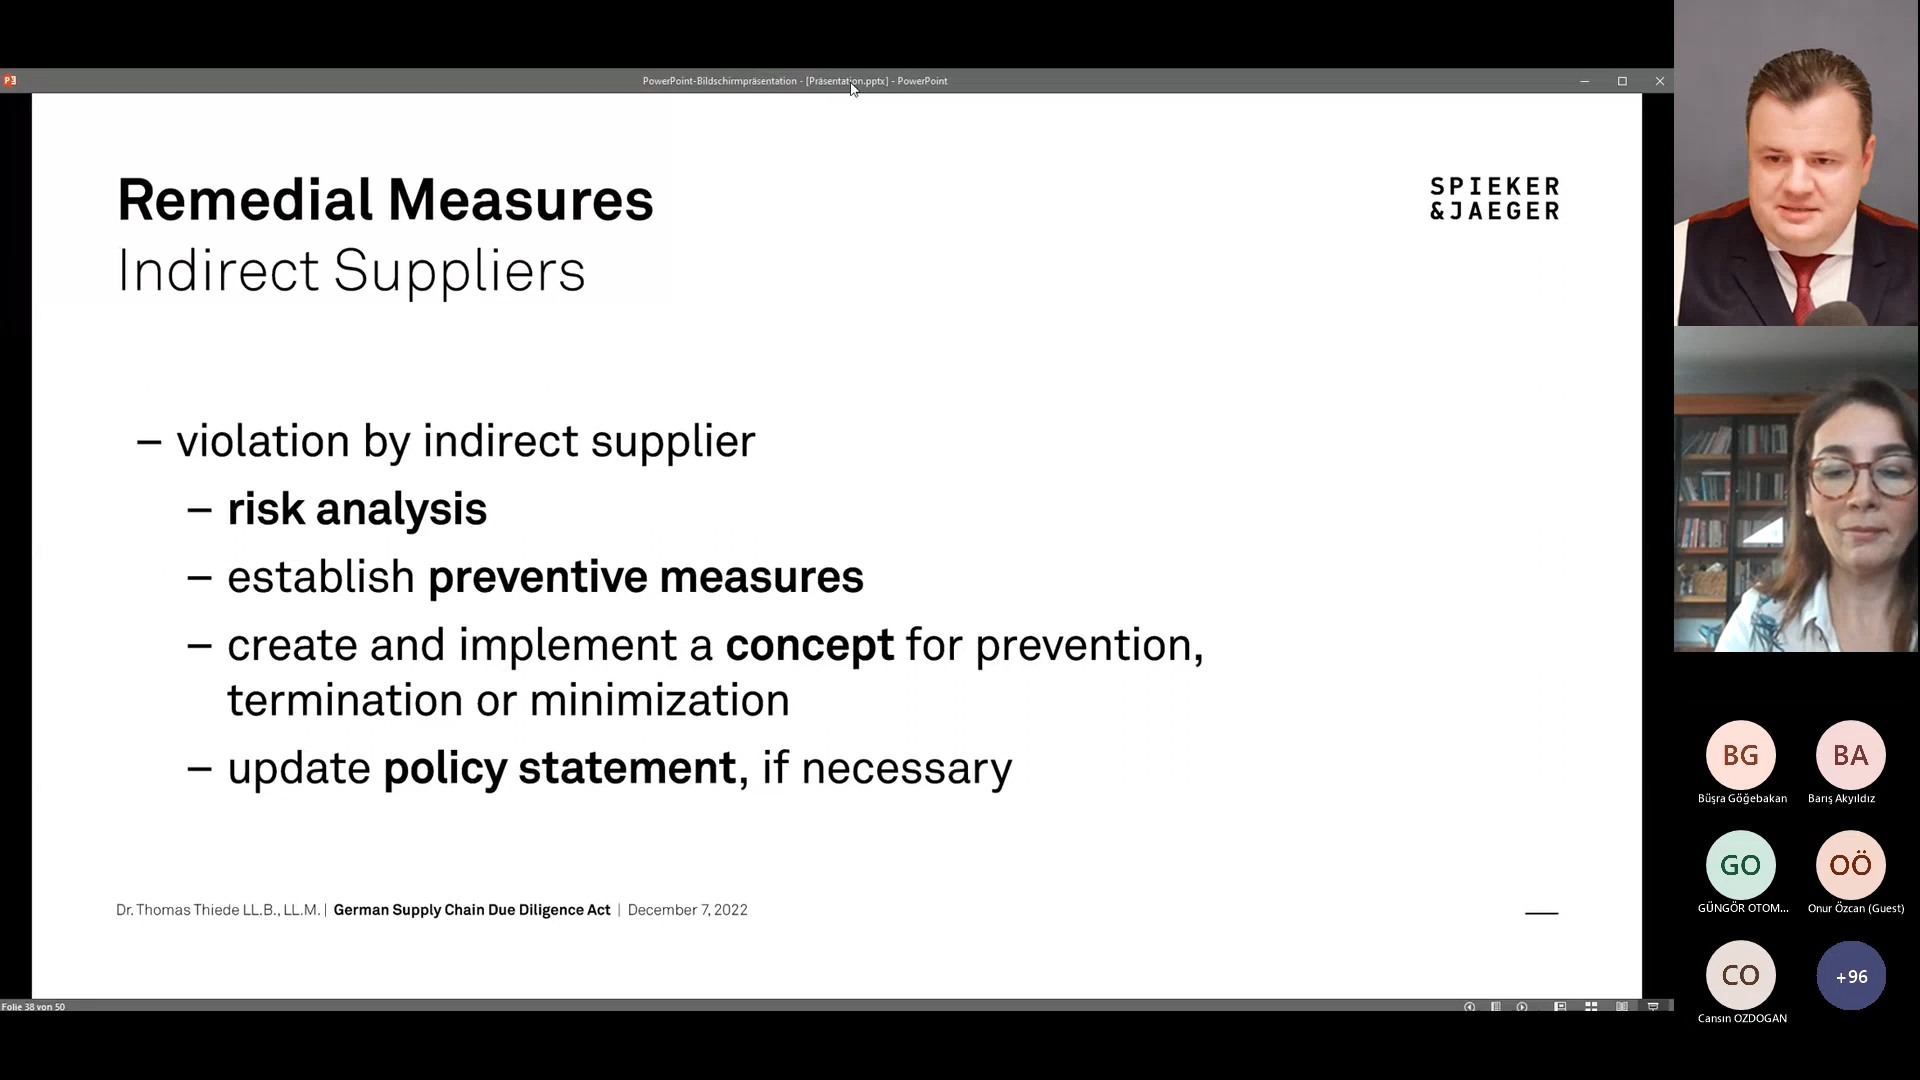 PowerPoint-Bildschirmpräsentation - [Präsentation.pptx] - PowerPoint
Remedial Measures
Indirect Suppliers
SPIEKER
&JAEGER
– violation by indirect supplier
– risk analysis
– establish preventive measures
– create and implement a concept for prevention,
termination or minimization
– update policy statement, if necessary
Dr. Thomas Thiede LL.B., LL.M. | German Supply Chain Due Diligence Act | December 7, 2022
Folie 38 von 50
BG
Büşra Göğebakan
BA
Barış Akyıldız
GO
GÜNGÖR OTOM...
OÖ
Onur Özcan (Guest)
CO
Cansın OZDOGAN
+96